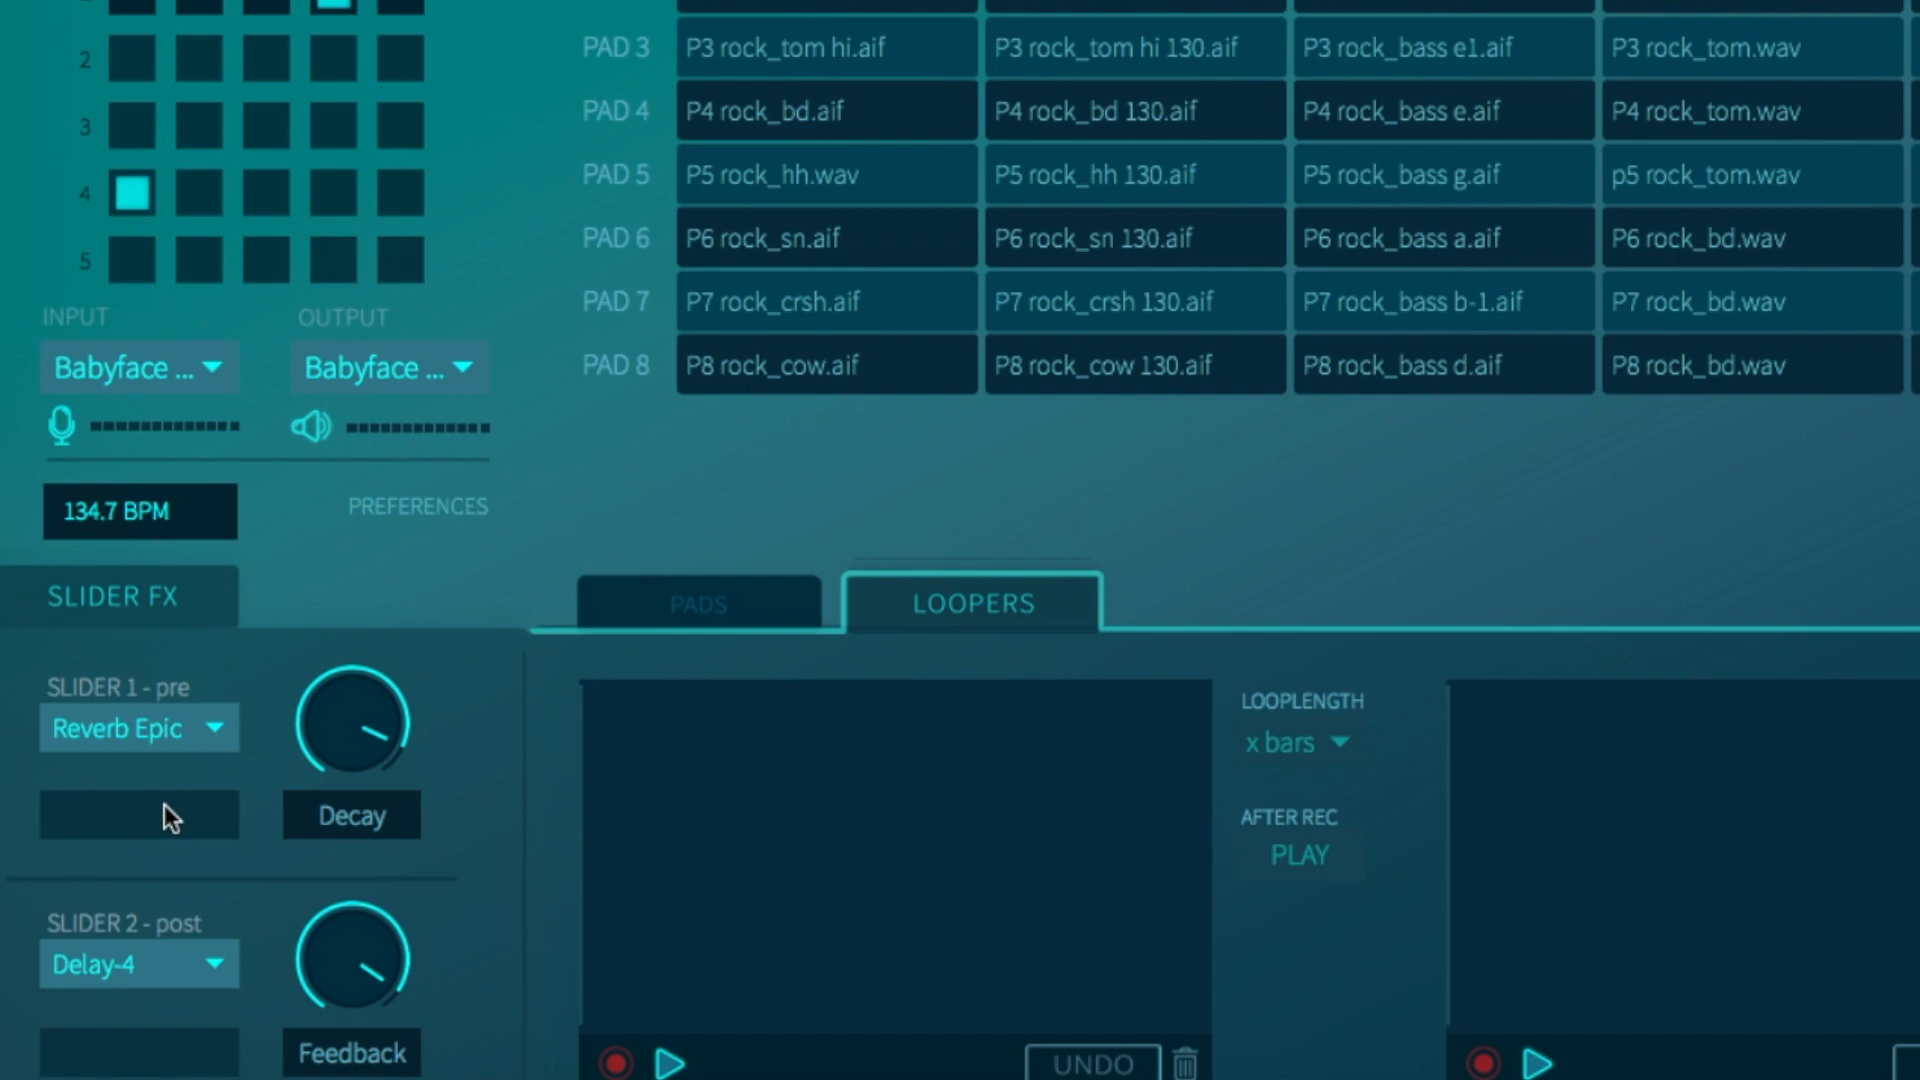 2
3
4
5
INPUT OUTPUT
Babyface ... Babyface ...
134.7 BPM PREFERENCES
PAD 3 P3 rock_tom hi.aif P3 rock_tom hi 130.aif P3 rock_bass e1.aif P3 rock_tom.wav
PAD 4 P4 rock_bd.aif P4 rock_bd 130.aif P4 rock_bass e.aif P4 rock_tom.wav
PAD 5 P5 rock_hh.wav P5 rock_hh 130.aif P5 rock_bass g.aif p5 rock_tom.wav
PAD 6 P6 rock_sn.aif P6 rock_sn 130.aif P6 rock_bass a.aif P6 rock_bd.wav
PAD 7 P7 rock_crsh.aif P7 rock_crsh 130.aif P7 rock_bass b-1.aif P7 rock_bd.wav
PAD 8 P8 rock_cow.aif P8 rock_cow 130.aif P8 rock_bass d.aif P8 rock_bd.wav
SLIDER FX
SLIDER 1 - pre
Reverb Epic
Decay
SLIDER 2 - post
Delay-4
Feedback
PADS LOOPERS
LOOPLENGTH
x bars
AFTER REC
PLAY
UNDO